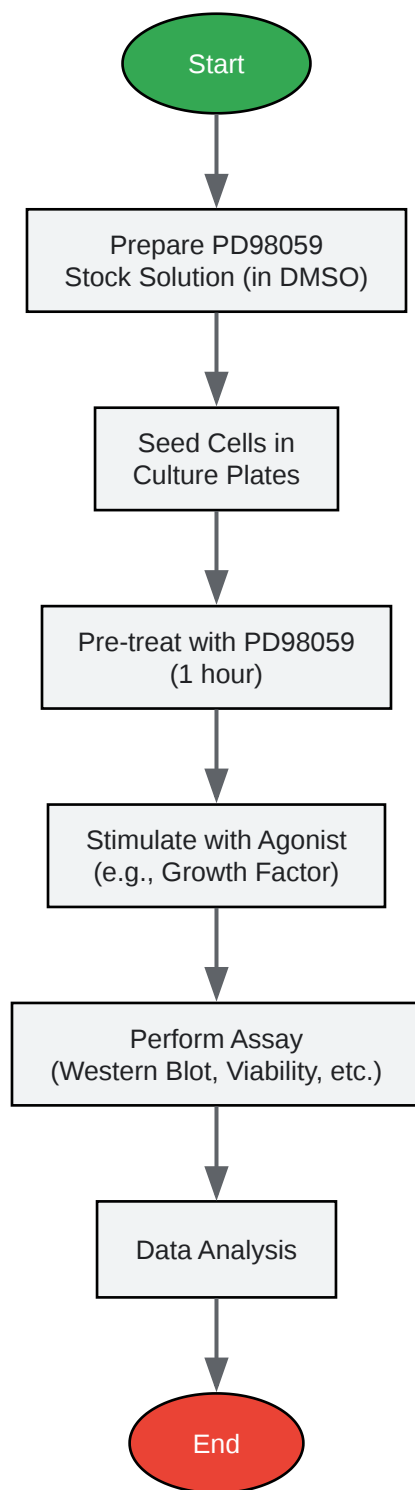 Start
Prepare PD98059
Stock Solution (in DMSO)
Seed Cells in
Culture Plates
Pre-treat with PD98059
(1 hour)
Stimulate with Agonist
(e.g., Growth Factor)
Perform Assay
(Western Blot, Viability, etc.)
Data Analysis
End